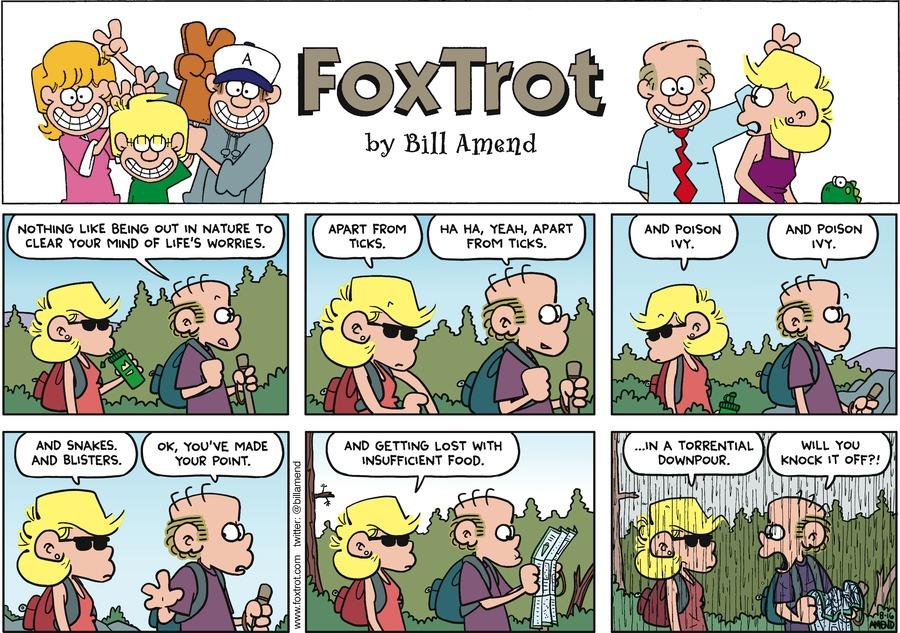 A
FoxTrot
by Bill Amend
NOTHING LIKE BEING OUT IN NATURE TO
CLEAR YOUR MIND OF LIFE'S WORRIES.
APART FROM
TICKS.
HA HA, YEAH, APART
FROM TICKS.
AND POISON
IVY.
AND POISON
IVY.
AND SNAKES.
AND BLISTERS.
OK, YOU'VE MADE
YOUR POINT.
www.foxtrot.com twitter: @billamend
AND GETTING LOST WITH
INSUFFICIENT FOOD.
...IN A TORRENTIAL
DOWNPOUR.
WILL YOU
KNOCK IT OFF?!
AMEND